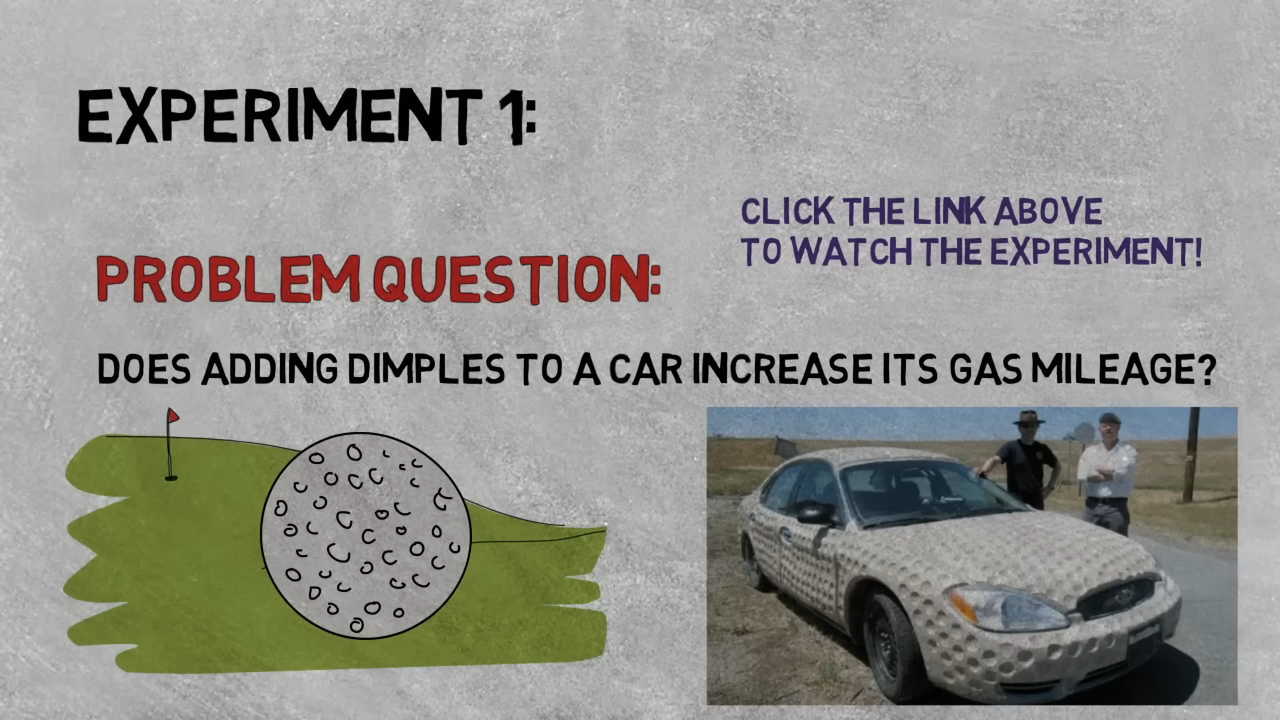 EXPERIMENT 1:
CLICK THE LINK ABOVE
TO WATCH THE EXPERIMENT!
PROBLEM QUESTION:
DOES ADDING DIMPLES TO A CAR INCREASE ITS GAS MILEAGE?